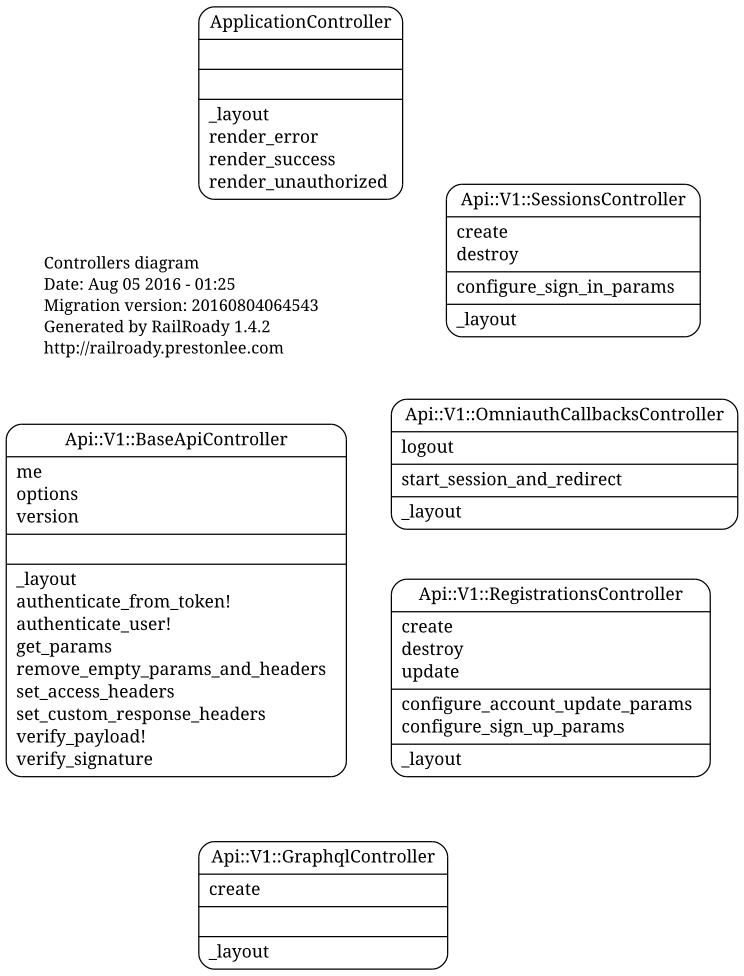 ApplicationController
_layout
render_error
render_success
render_unauthorized
Api::V1::SessionsController
create
destroy
configure_sign_in_params
_layout
Controllers diagram
Date: Aug 05 2016 - 01:25
Migration version: 20160804064543
Generated by RailRoady 1.4.2
http://railroady.prestonlee.com
Api::V1::OmniauthCallbacksController
logout
start_session_and_redirect
_layout
Api::V1::BaseApiController
me
options
version
_layout
authenticate_from_token!
authenticate_user!
get_params
remove_empty_params_and_headers
set_access_headers
set_custom_response_headers
verify_payload!
verify_signature
Api::V1::RegistrationsController
create
destroy
update
configure_account_update_params
configure_sign_up_params
_layout
Api::V1::GraphqlController
create
_layout